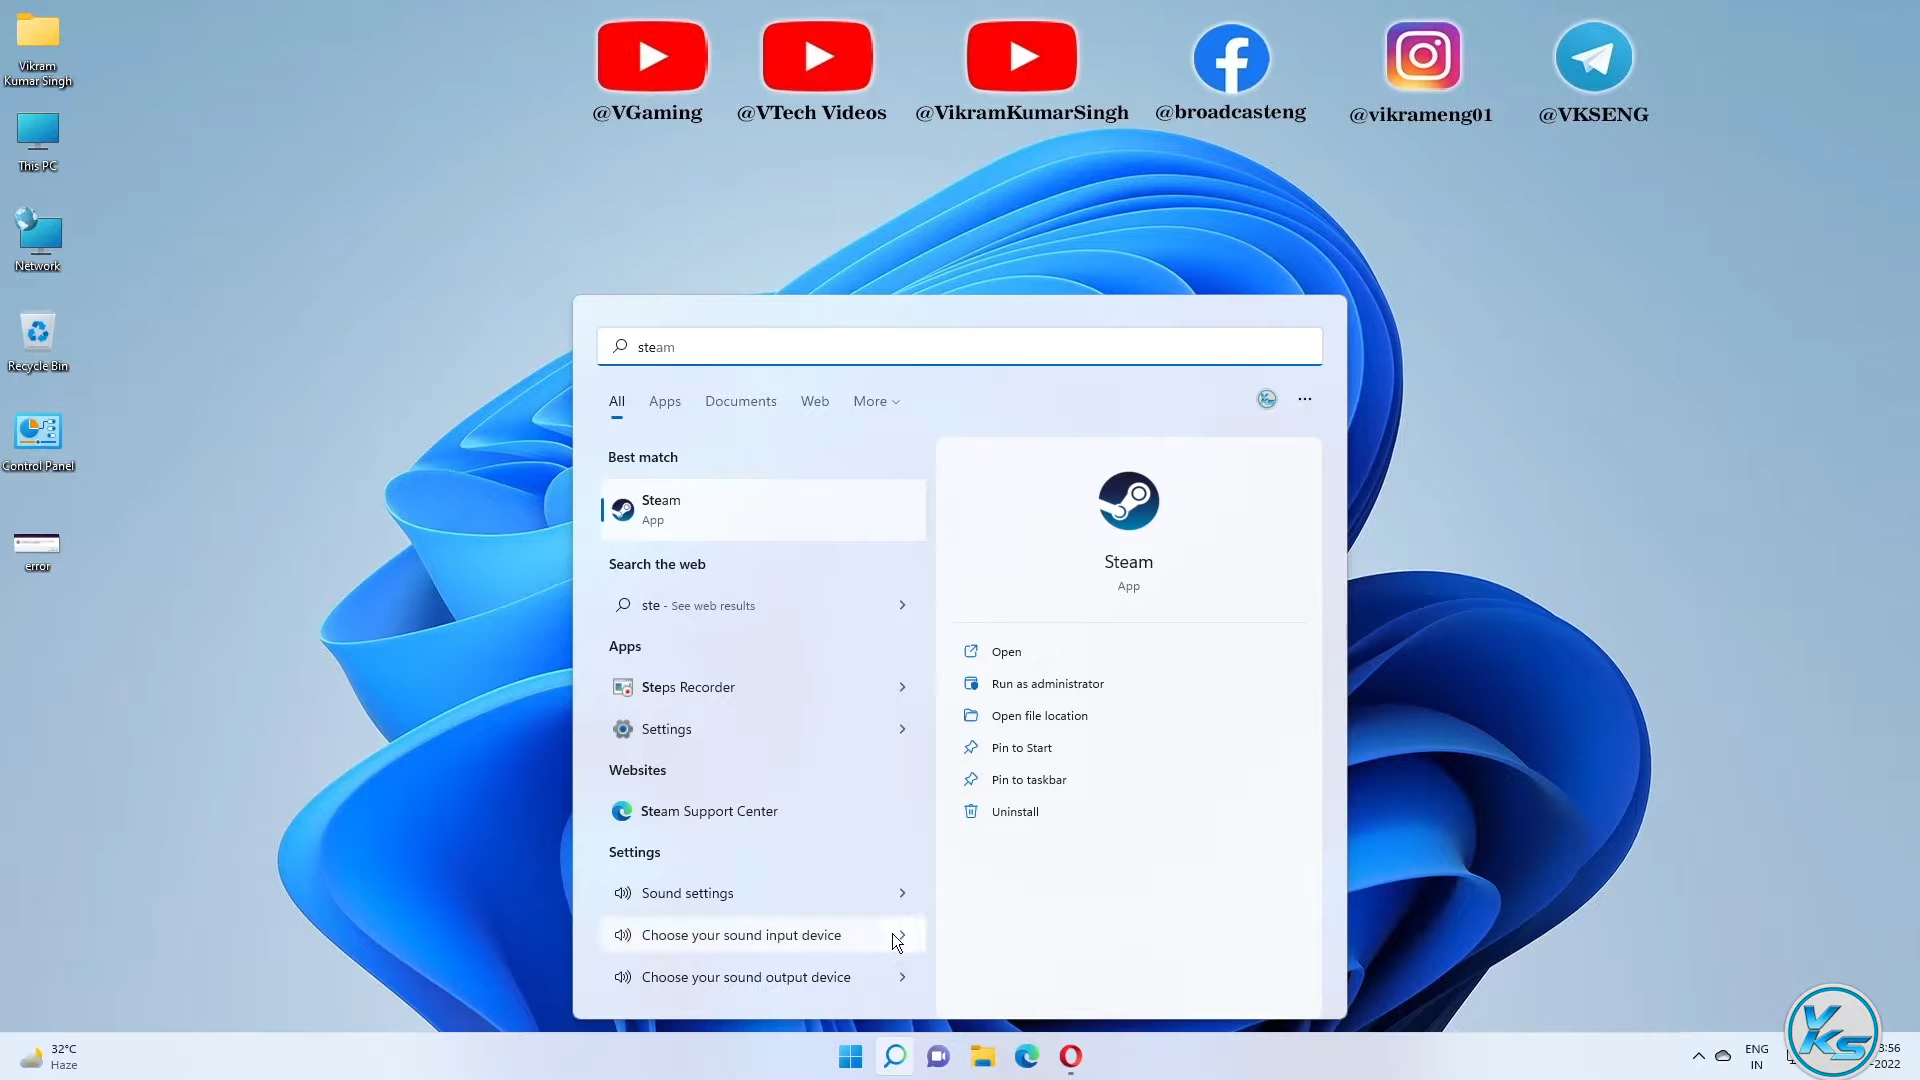 Vikram
Kumar Singh
This PC
Network
Recycle Bin
Control Panel
error
@VGaming
@VTech Videos
@VikramKumarSingh
@broadcasteng
@vikrameng01
@VKSENG
steam
All
Apps
Documents
Web
More
Best match
Steam
App
Search the web
ste - See web results
Apps
Steps Recorder
Settings
Websites
Steam Support Center
Settings
Sound settings
Choose your sound input device
Choose your sound output device
Steam
App
Open
Run as administrator
Open file location
Pin to Start
Pin to taskbar
Uninstall
32°C
Haze
ENG
IN
3:56
-2022
VKS